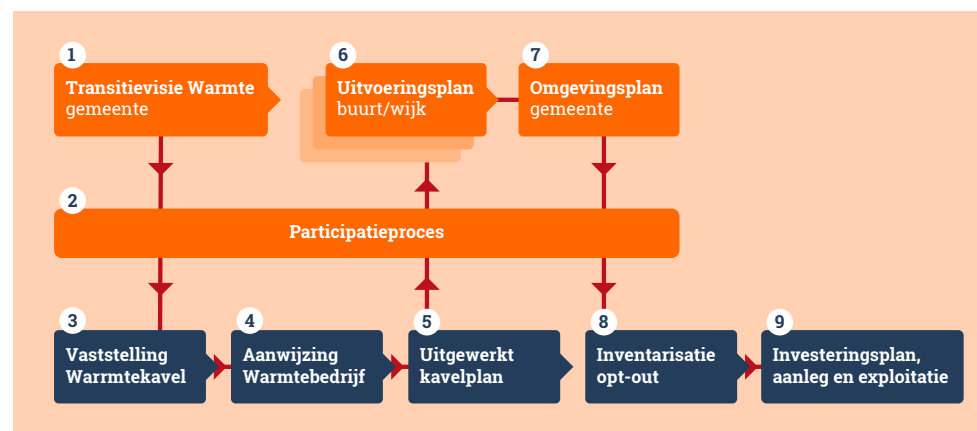 1
Transitievisie Warmte
gemeente
6
Uitvoeringsplan
buurt/wijk
7
Omgevingsplan
gemeente
2
Participatieproces
3
Vaststelling
Warrmtekavel
4
Aanwijzing
Warmtebedrijf
5
Uitgewerkt
kavelplan
8
Inventarisatie
opt-out
9
Investeringsplan,
aanleg en exploitatie